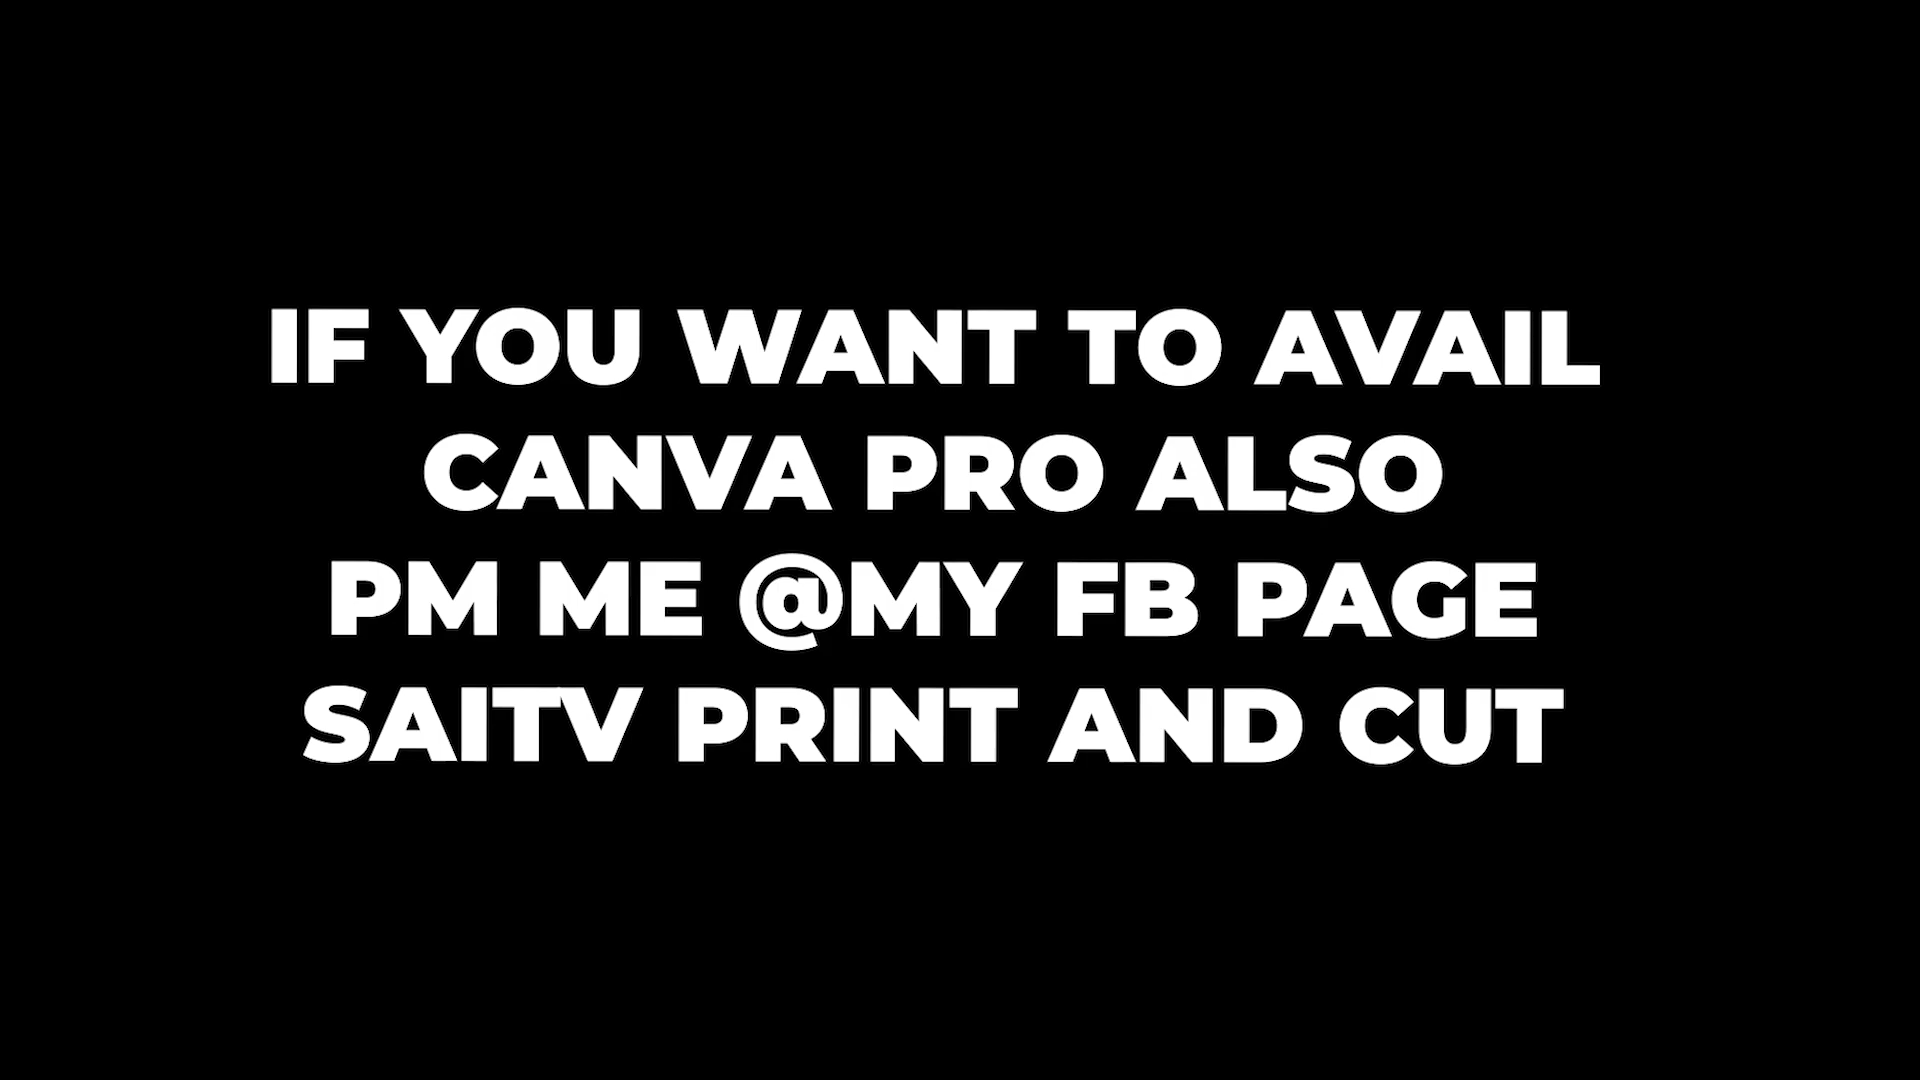 IF YOU WANT TO AVAIL
CANVA PRO ALSO
PM ME @MY FB PAGE
SAITV PRINT AND CUT